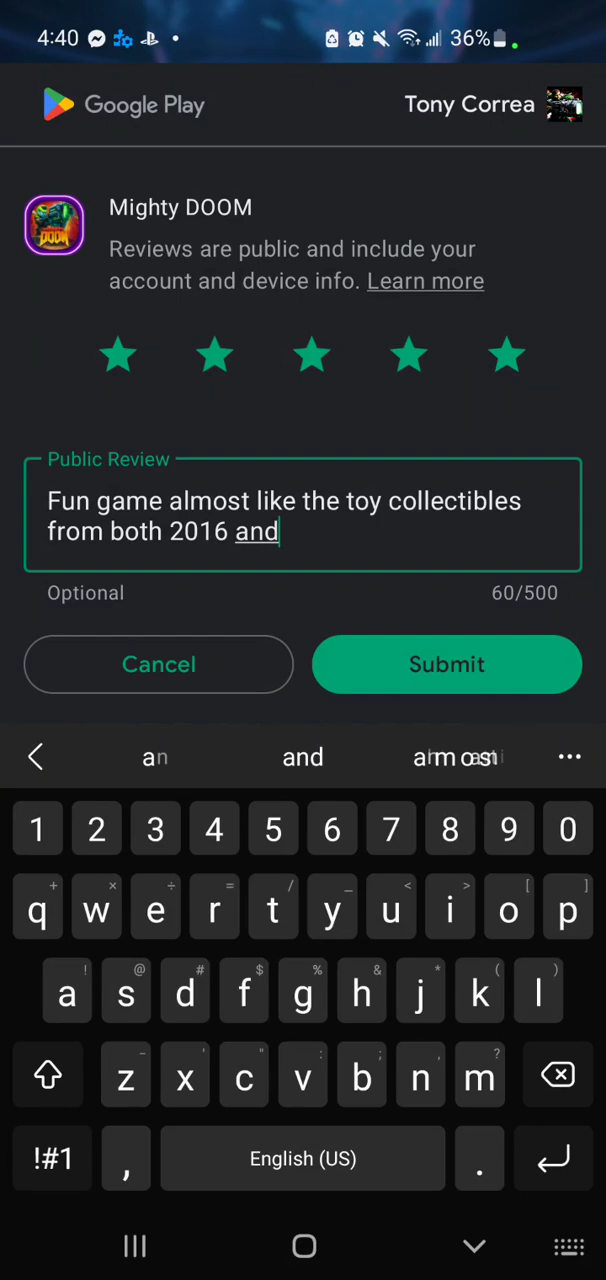 4:40
36%
Google Play
Tony Correa
Mighty DOOM
Reviews are public and include your
account and device info. Learn more
Public Review
Fun game almost like the toy collectibles
from both 2016 and
Optional
60/500
Cancel
Submit
an and
1 2 3 4 5 6 7 8 9 0
+ × ÷ = / _ < > [ ]
q w e r t y u i o p
! @ # $ % & * ( )
a s d f g h j k l
- ' " : ; , ?
z x c v b n m
!#1 , English (US) .